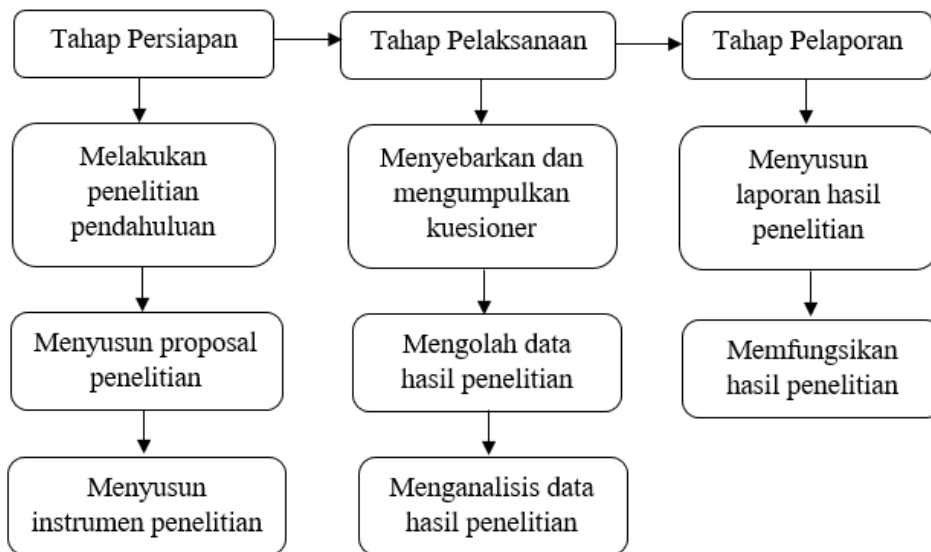 Tahap Persiapan
Tahap Pelaksanaan
Tahap Pelaporan
Melakukan
penelitian
pendahuluan
Menyebarkan dan
mengumpulkan
kuesioner
Menyusun
laporan hasil
penelitian
Menyusun proposal
penelitian
Mengolah data
hasil penelitian
Memfungsikan
hasil penelitian
Menyusun
instrumen penelitian
Menganalisis data
hasil penelitian